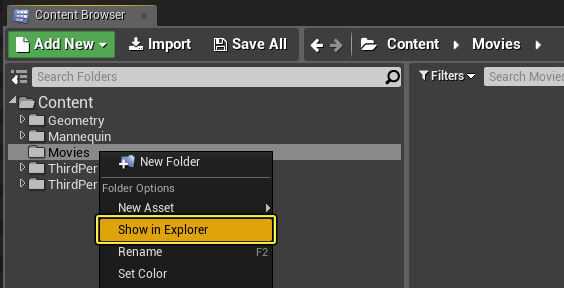 Content Browser
Add New Import Save All Content Movies
Search Folders
Filters Search Movies
Content
Geometry
Mannequin
Movies
ThirdPer
ThirdPer
New Folder
Folder Options
New Asset
Show in Explorer
Rename F2
Set Color